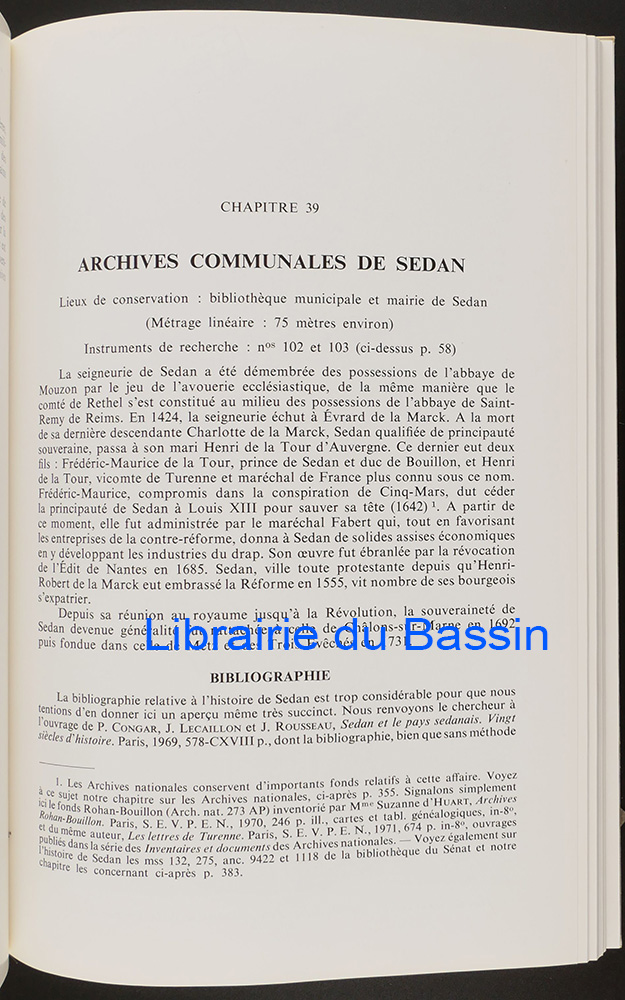 CHAPITRE 39
ARCHIVES COMMUNALES DE SEDAN
Lieux de conservation : bibliothèque municipale et mairie de Sedan
(Métrage linéaire : 75 mètres environ)
Instruments de recherche : nos 102 et 103 (ci-dessus p. 58)
La seigneurie de Sedan a été démembrée des possessions de l'abbaye de
Mouzon par le jeu de l'avouerie ecclésiastique, de la même manière que le
comté de Rethel s'est constitué au milieu des possessions de l'abbaye de Saint-
Remy de Reims. En 1424, la seigneurie échut à Évrard de la Marck. A la mort
de sa dernière descendante Charlotte de la Marck, Sedan qualifiée de principauté
souveraine, passa à son mari Henri de la Tour d'Auvergne. Ce dernier eut deux
fils : Frédéric-Maurice de la Tour, prince de Sedan et duc de Bouillon, et Henri
de la Tour, vicomte de Turenne et maréchal de France plus connu sous ce nom.
Frédéric-Maurice, compromis dans la conspiration de Cinq-Mars, dut céder
la principauté de Sedan à Louis XIII pour sauver sa tête (1642) 1. A partir de
ce moment, elle fut administrée par le maréchal Fabert qui, tout en favorisant
les entreprises de la contre-réforme, donna à Sedan de solides assises économiques
en y développant les industries du drap. Son œuvre fut ébranlée par la révocation
de l'Édit de Nantes en 1685. Sedan, ville toute protestante depuis qu'Henri-
Robert de la Marck eut embrassé la Réforme en 1555, vit nombre de ses bourgeois
s'expatrier.
Depuis sa réunion au royaume jusqu'à la Révolution, la souveraineté de
Sedan devenue généralité fut rattachée à celle de Châlons-sur-Marne en 1692
puis fondue dans celle de Metz et des Trois Évêchés en 1731.
Librairie du Bassin
BIBLIOGRAPHIE
La bibliographie relative à l'histoire de Sedan est trop considérable pour que nous
tentions d'en donner ici un aperçu même très succinct. Nous renvoyons le chercheur à
l'ouvrage de P. CONGAR, J. LECAILLON et J. ROUSSEAU, Sedan et le pays sedanais. Vingt
siècles d'histoire. Paris, 1969, 578-CXVIII p., dont la bibliographie, bien que sans méthode
1. Les Archives nationales conservent d'importants fonds relatifs à cette affaire. Voyez
à ce sujet notre chapitre sur les Archives nationales, ci-après p. 355. Signalons simplement
ici le fonds Rohan-Bouillon (Arch. nat. 273 AP) inventorié par Mme Suzanne d'HUART, Archives
Rohan-Bouillon. Paris, S. E. V. P. E. N., 1970, 246 p. ill., cartes et tabl. généalogiques, in-8o,
et du même auteur, Les lettres de Turenne. Paris, S. E. V. P. E. N., 1971, 674 p. in-8o, ouvrages
publiés dans la série des Inventaires et documents des Archives nationales. — Voyez également sur
l'histoire de Sedan les mss 132, 275, anc. 9422 et 1118 de la bibliothèque du Sénat et notre
chapitre les concernant ci-après p. 383.